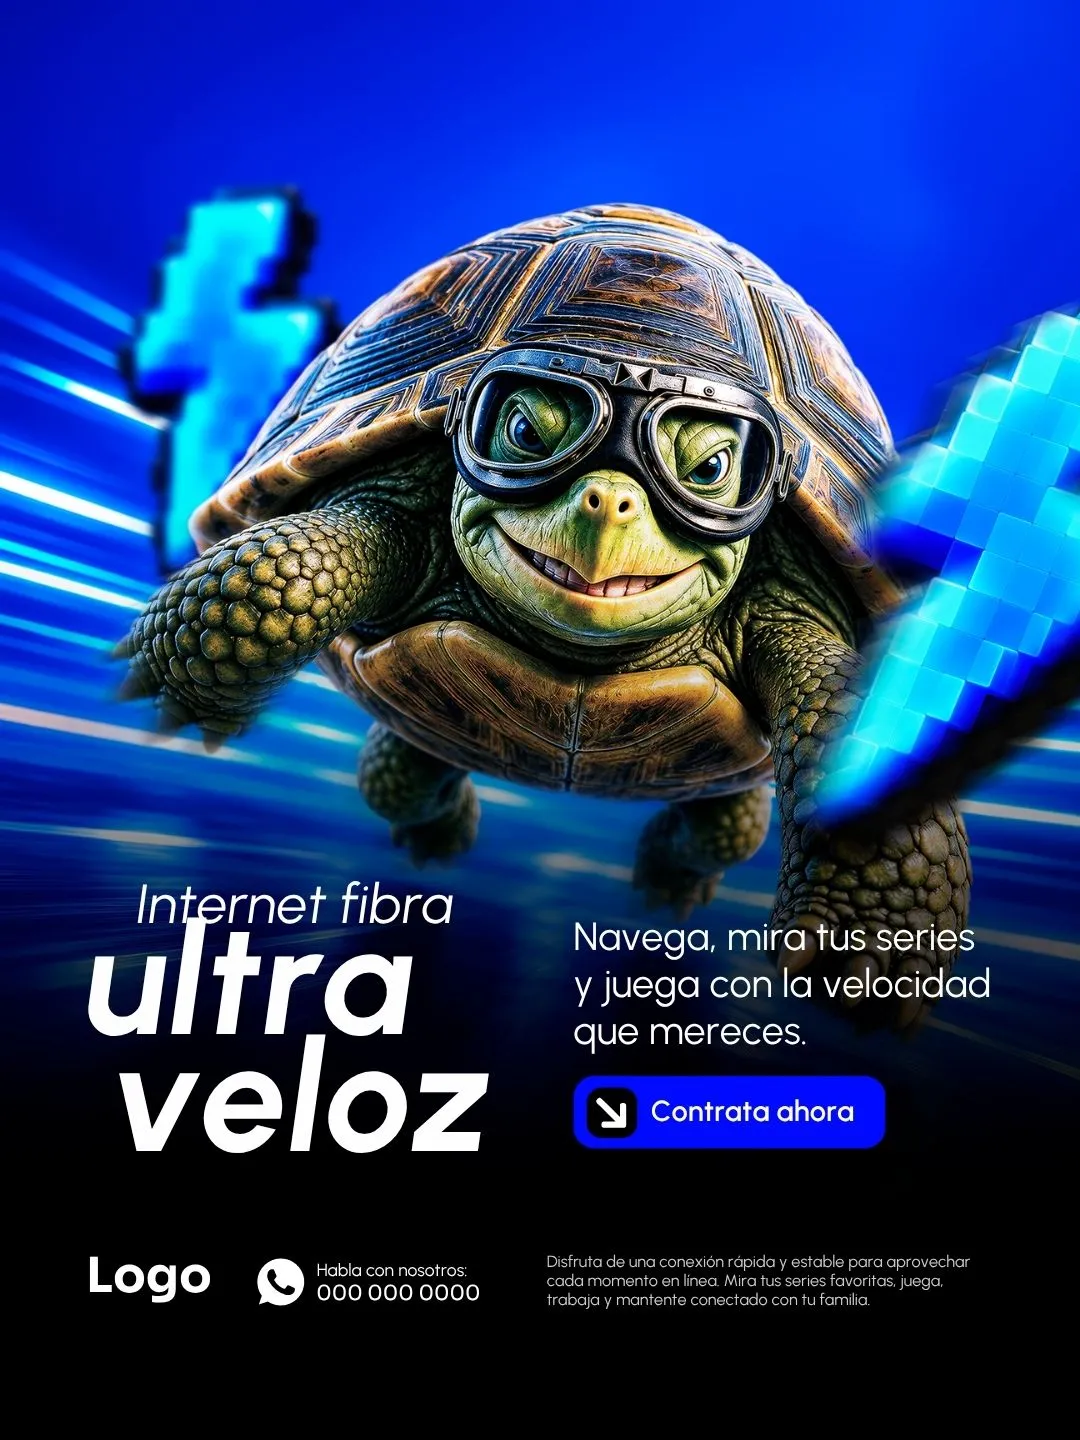 Internet fibra
ultra
veloz
Navega, mira tus series
y juega con la velocidad
que mereces.
Contrata ahora
Logo
Habla con nosotros:
000 000 0000
Disfruta de una conexión rápida y estable para aprovechar
cada momento en línea. Mira tus series favoritas, juega,
trabaja y mantente conectado con tu familia.